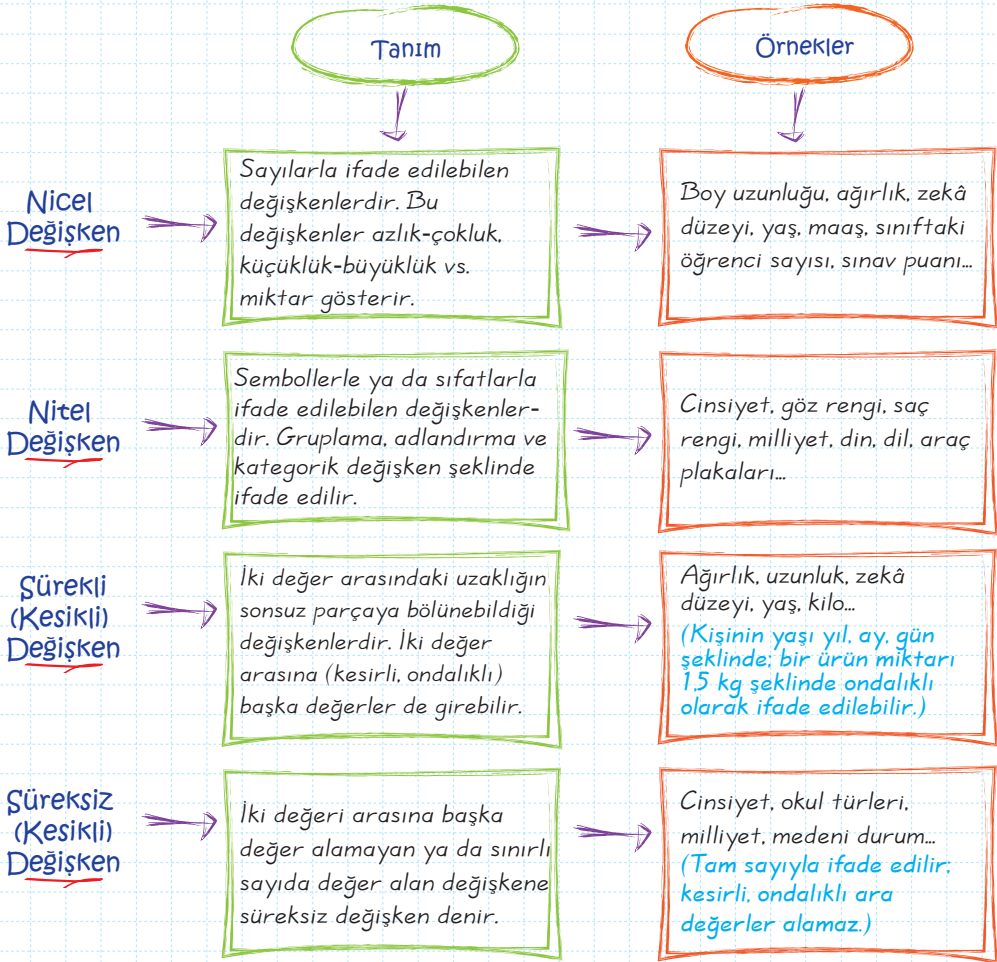 Tanım
Örnekler
Nicel
Değişken
Sayılarla ifade edilebilen
değişkenlerdir. Bu
değişkenler azlık-çokluk,
küçüklük-büyüklük vs.
miktar gösterir.
Boy uzunluğu, ağırlık, zekâ
düzeyi, yaş, maaş, sınıftaki
öğrenci sayısı, sınav puanı...
Nitel
Değişken
Sembollerle ya da sıfatlarla
ifade edilebilen değişkenler-
dir. Gruplama, adlandırma ve
kategorik değişken şeklinde
ifade edilir.
Cinsiyet, göz rengi, saç
rengi, milliyet, din, dil, araç
plakaları...
Sürekli
(Kesikli)
Değişken
İki değer arasındaki uzaklığın
sonsuz parçaya bölünebildiği
değişkenlerdir. İki değer
arasına (kesirli, ondalıklı)
başka değerler de girebilir.
Ağırlık, uzunluk, zekâ
düzeyi, yaş, kilo...
(Kişinin yaşı yıl, ay, gün
şeklinde; bir ürün miktarı
1,5 kg şeklinde ondalıklı
olarak ifade edilebilir.)
Süreksiz
(Kesikli)
Değişken
İki değeri arasına başka
değer alamayan ya da sınırlı
sayıda değer alan değişkene
süreksiz değişken denir.
Cinsiyet, okul türleri,
milliyet, medeni durum...
(Tam sayıyla ifade edilir;
kesirli, ondalıklı ara
değerler alamaz.)